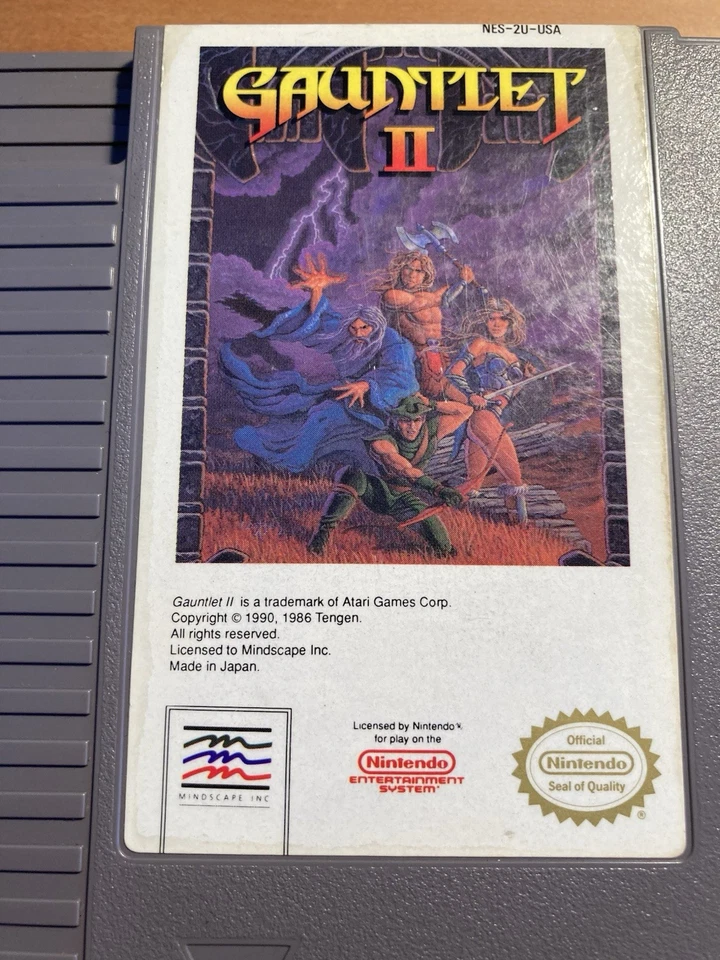 NES-2U-USA
GAUNTLET
II
Gauntlet II is a trademark of Atari Games Corp.
Copyright © 1990, 1986 Tengen.
All rights reserved.
Licensed to Mindscape Inc.
Made in Japan.
MINDSCAPE INC
Licensed by Nintendo™
for play on the
Nintendo
ENTERTAINMENT
SYSTEM®
Official
Nintendo
Seal of Quality
®